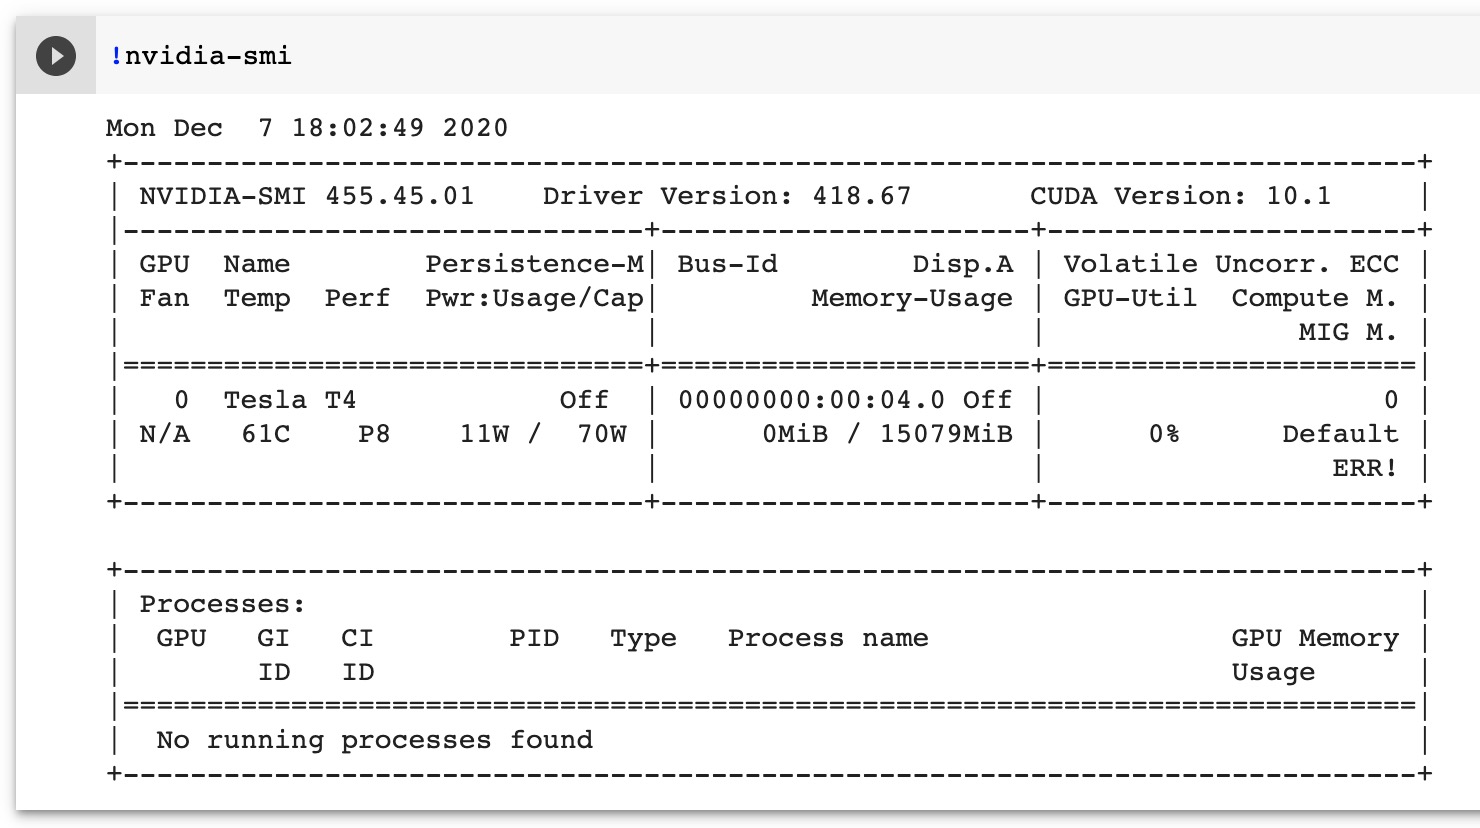 !nvidia-smi
Mon Dec  7 18:02:49 2020
+-----------------------------------------------------------------------------+
| NVIDIA-SMI 455.45.01    Driver Version: 418.67       CUDA Version: 10.1     |
|-------------------------------+----------------------+----------------------+
| GPU  Name        Persistence-M| Bus-Id        Disp.A | Volatile Uncorr. ECC |
| Fan  Temp  Perf  Pwr:Usage/Cap|         Memory-Usage | GPU-Util  Compute M. |
|                               |                      |               MIG M. |
|===============================+======================+======================|
|   0  Tesla T4            Off  | 00000000:00:04.0 Off |                    0 |
| N/A   61C    P8    11W /  70W |      0MiB / 15079MiB |      0%      Default |
|                               |                      |                 ERR! |
+-------------------------------+----------------------+----------------------+

+-----------------------------------------------------------------------------+
| Processes:                                                                  |
|  GPU   GI   CI        PID   Type   Process name                  GPU Memory |
|        ID   ID                                                   Usage      |
|=============================================================================|
|  No running processes found                                                 |
+-----------------------------------------------------------------------------+